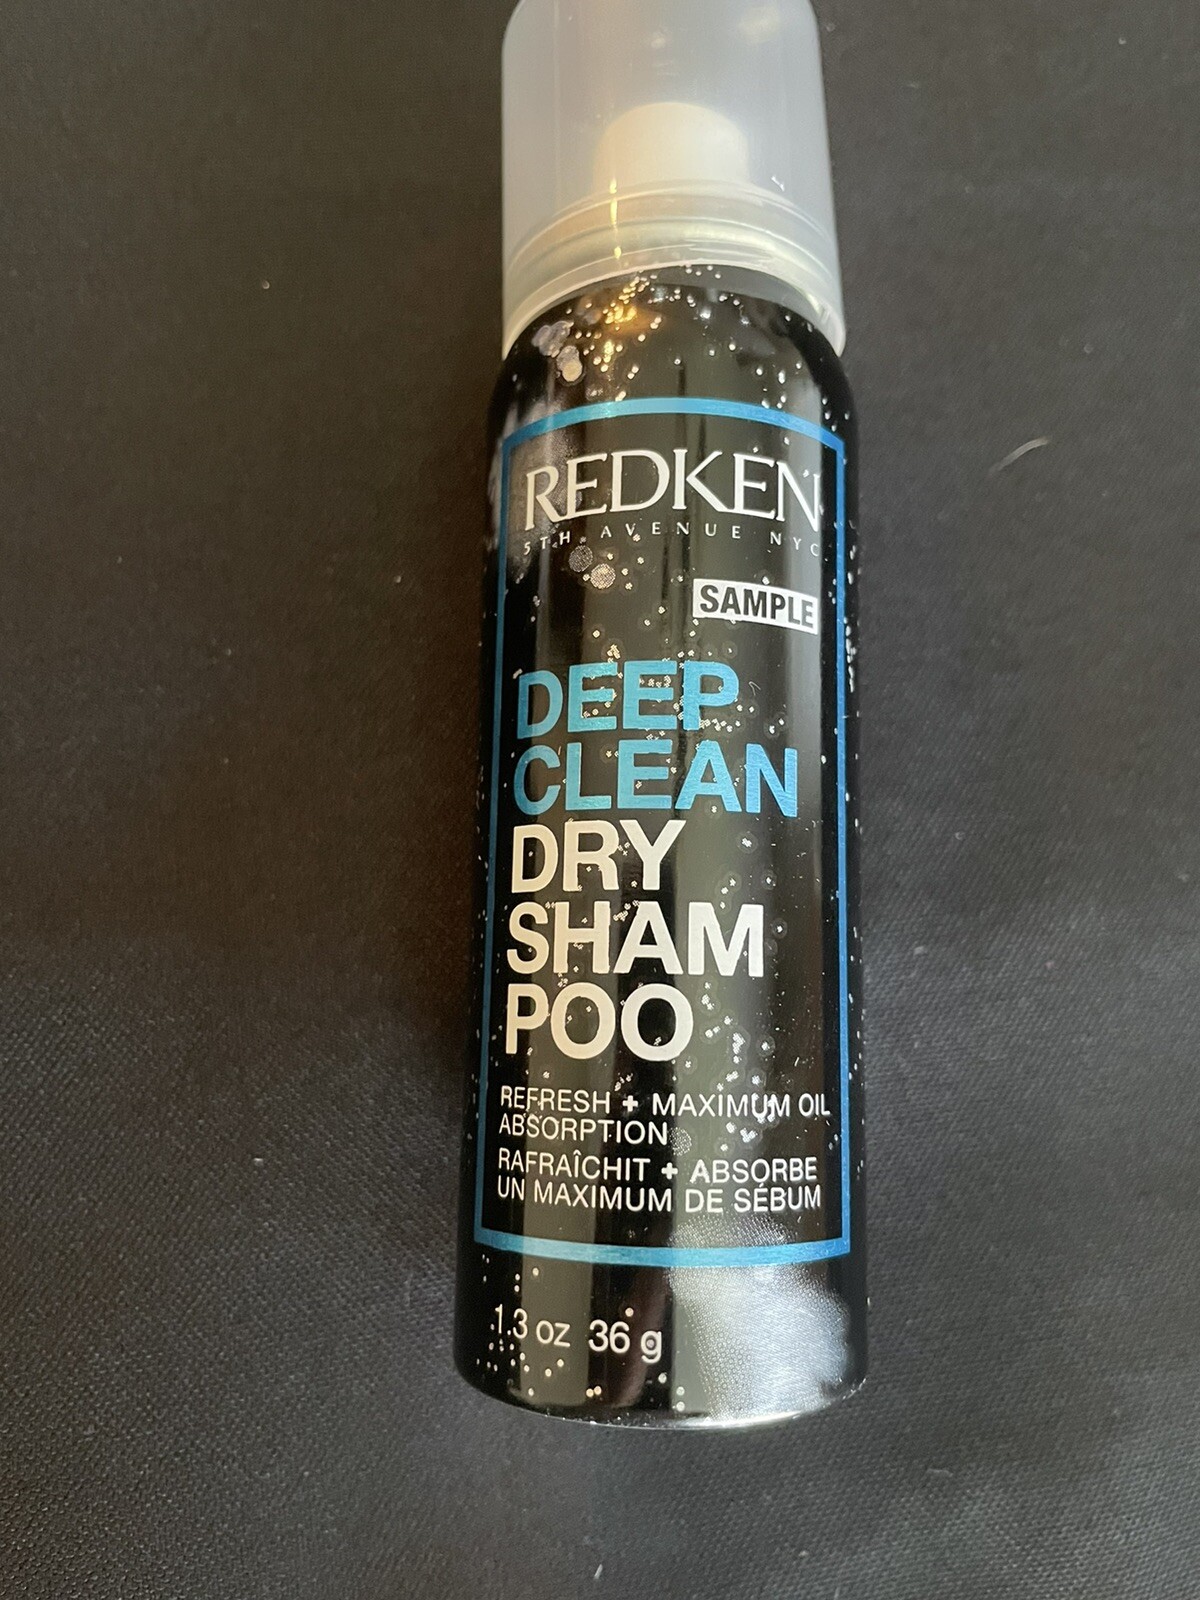 REDKEN
5TH AVENUE NYC
SAMPLE
DEEP
CLEAN
DRY
SHAM
POO
REFRESH + MAXIMUM OIL
ABSORPTION
RAFRAÎCHIT + ABSORBE
UN MAXIMUM DE SÉBUM
1.3 oz 36 g